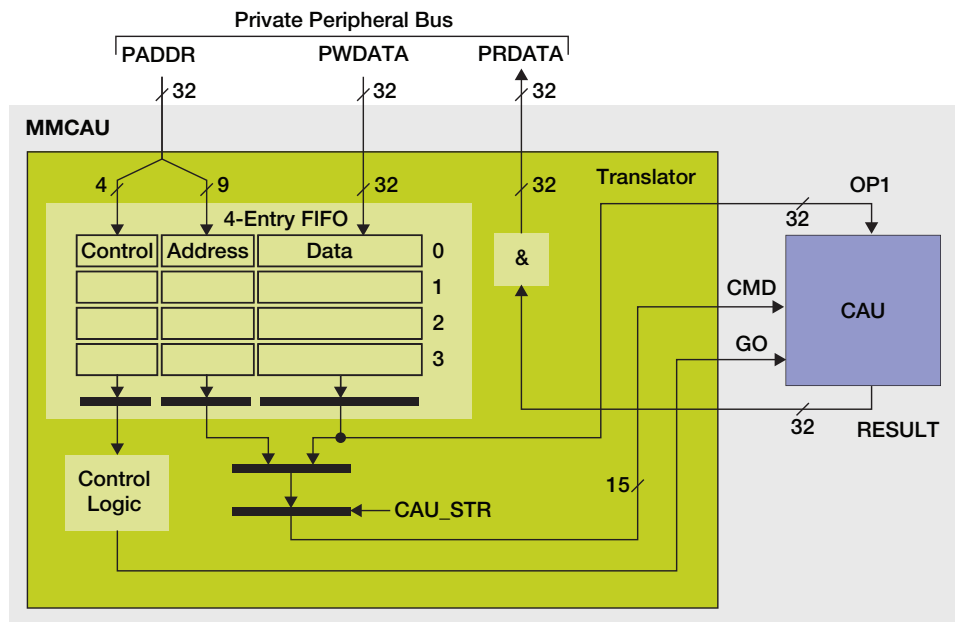 Private Peripheral Bus
PADDR PWDATA PRDATA
32 32 32
MMCAU
Translator
4 9 32 32
OP1
32
4-Entry FIFO
Control Address Data 0
1
2
3
&
CMD
CAU
GO
32
RESULT
Control
Logic
15
CAU_STR